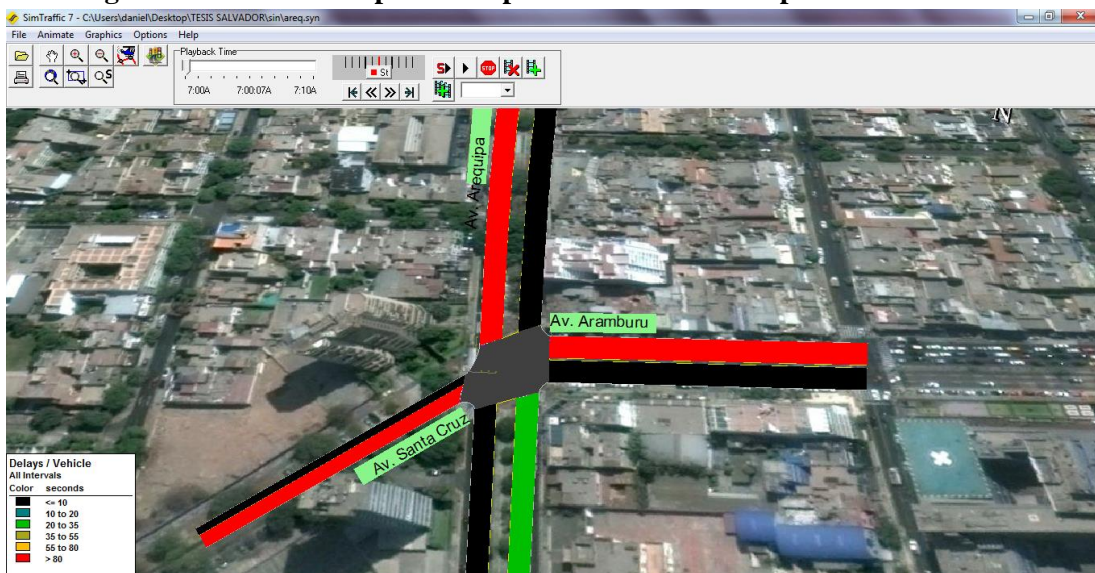 SimTraffic 7 - C:\Users\daniel\Desktop\TESIS SALVADOR\sin\areq.syn
File Animate Graphics Options Help
Playback Time
7:00A 7:00:07A 7:10A
St
S
STOP
N
Av. Arequipa
Av. Aramburu
Av. Santa Cruz
Delays / Vehicle
All Intervals
Color seconds
<= 10
10 to 20
20 to 35
35 to 55
55 to 80
> 80